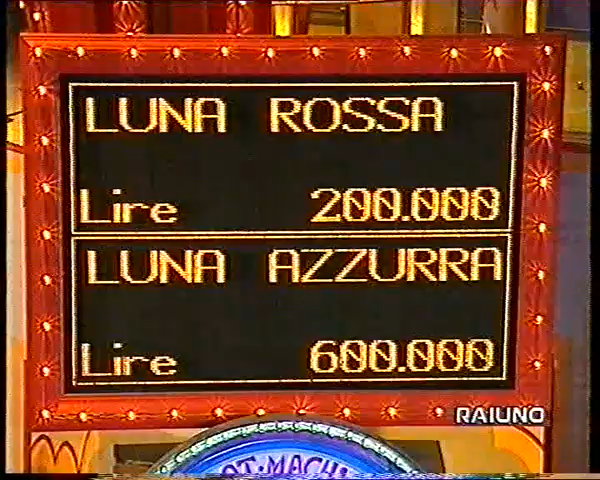 LUNA ROSSA
Lire 200.000
LUNA AZZURRA
Lire 600.000
RAIUNO